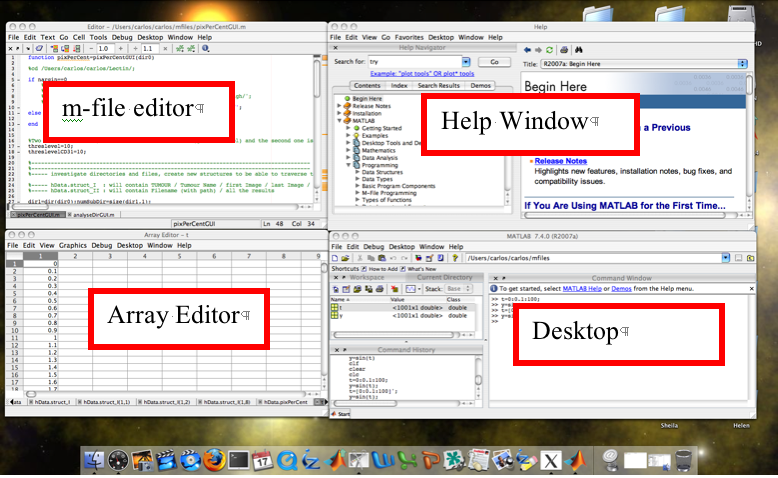 Editor - /Users/carlos/carlos/mfiles/pixPerCentGUI.m
File Edit Text Go Cell Tools Debug Desktop Window Help
1.0 1.1
1 function pixPerCent=pixPerCentGUI(dir0)
2
3 %cd /Users/carlos/carlos/Lectin/;
4
5 if nargin==0
else
end
m-file editor
17 threslevel=10;
18 threslevelCD31=10;
%----- investigate directories and files, create new structures to be able to traverse t
%----- hData.struct_I : will contain TUMOUR / Tumour Name / first Image / last Image /
%----- hData.struct_II : will contain Filename (with path) / all the results
pixPerCentGUI.m analyseDirGUI.m
pixPerCentGUI Ln 48 Col 34
Help
File Edit View Go Favorites Desktop Window Help
Help Navigator
Search for: try Go
Example: "plot tools" OR plot* tools
Contents Index Search Results Demos
Begin Here
Release Notes
Installation
MATLAB
Getting Started
Examples
Desktop Tools and De
Mathematics
Data Analysis
Programming
Data Structures
Data Types
Basic Program Components
M-File Programming
Types of Functions
Title: R2007a: Begin Here
Begin Here
Help Window
a Previous
Release Notes
Highlights new features, installation notes, bug fixes, and
compatibility issues.
If You Are Using MATLAB for the First Time...
Array Editor - t
File Edit View Graphics Debug Desktop Window Help
1 2 3 4 5 6 7 8 9
1 0
2 0.1
3 0.2
4 0.3
5 0.4
6 0.5
7 0.6
8 0.7
9 0.8
10 0.9
11 1
12 1.1
13 1.2
14 1.3
15 1.4
16 1.5
17 1.6
18 1.7
Array Editor
hData.struct_I hData.struct_I(1,1) hData.struct_I(1,2) hData.struct_I(1,8) hData.pixPerCent
MATLAB 7.4.0 (R2007a)
File Edit View Debug Desktop Window Help
/Users/carlos/carlos/mfiles
Shortcuts How to Add What's New
Workspace Current Directory
Stack: Base
Name Value Class
t <1001x1 double> double
y <1001x1 double> double
Command History
y=sin(t)
clf
clear
clc
t=0:0.1:100;
y=sin(t);
t=[0:0.1:100]';
y=sin(t);
Command Window
To get started, select MATLAB Help or Demos from the Help menu.
>> t=0:0.1:100;
>>
Desktop
Start
Sheila Helen
17